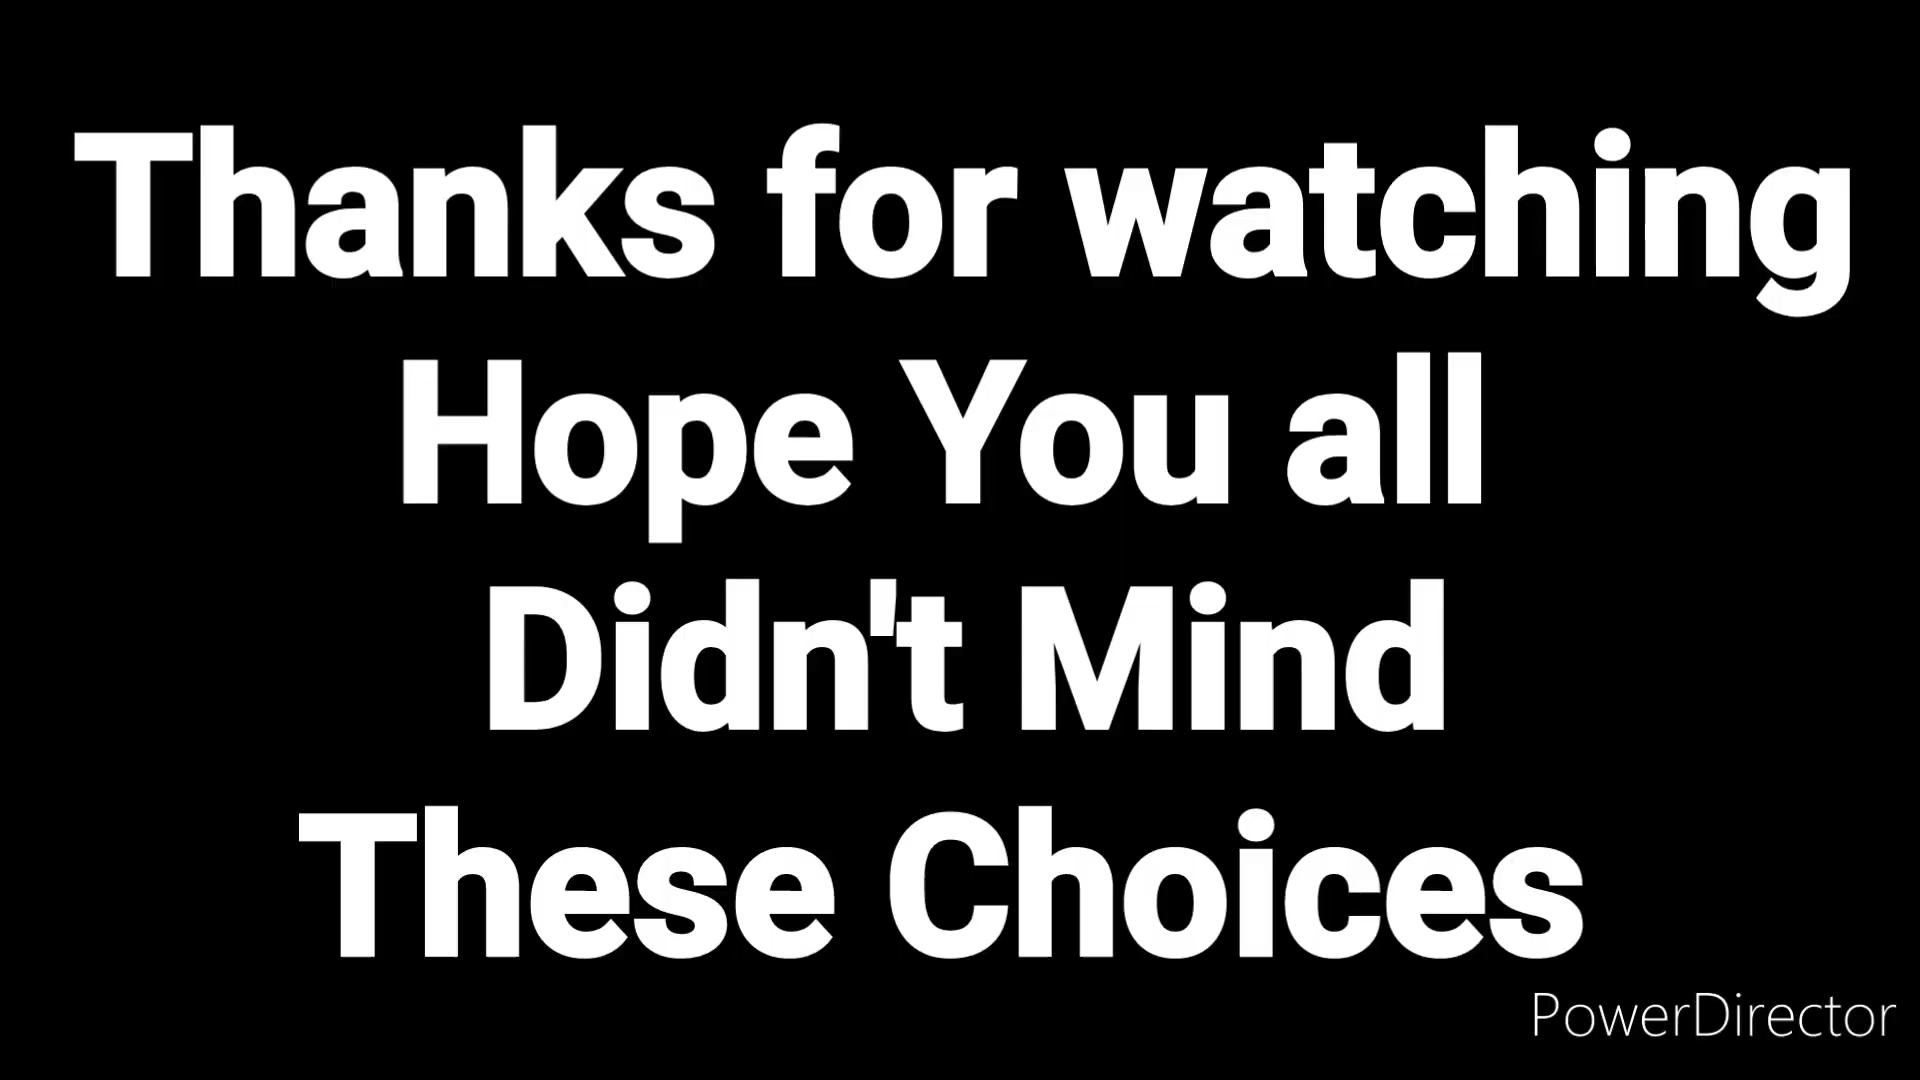 Thanks for watching
Hope You all
Didn't Mind
These Choices
PowerDirector